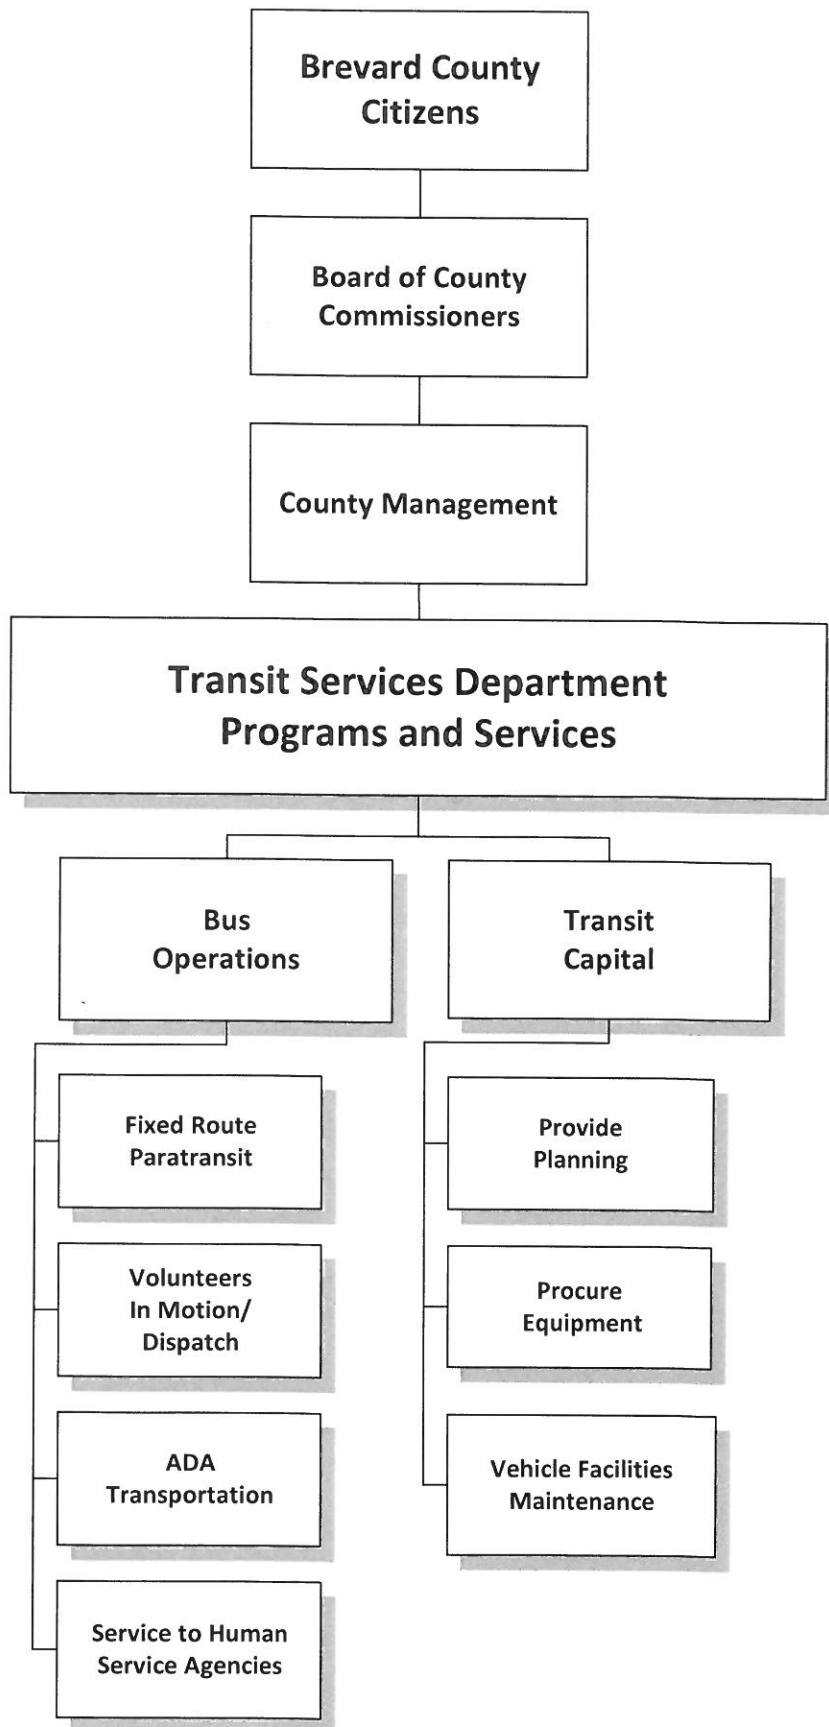 Brevard County
Citizens
Board of County
Commissioners
County Management
Transit Services Department
Programs and Services
Bus
Operations
Transit
Capital
Fixed Route
Paratransit
Volunteers
In Motion/
Dispatch
ADA
Transportation
Service to Human
Service Agencies
Provide
Planning
Procure
Equipment
Vehicle Facilities
Maintenance